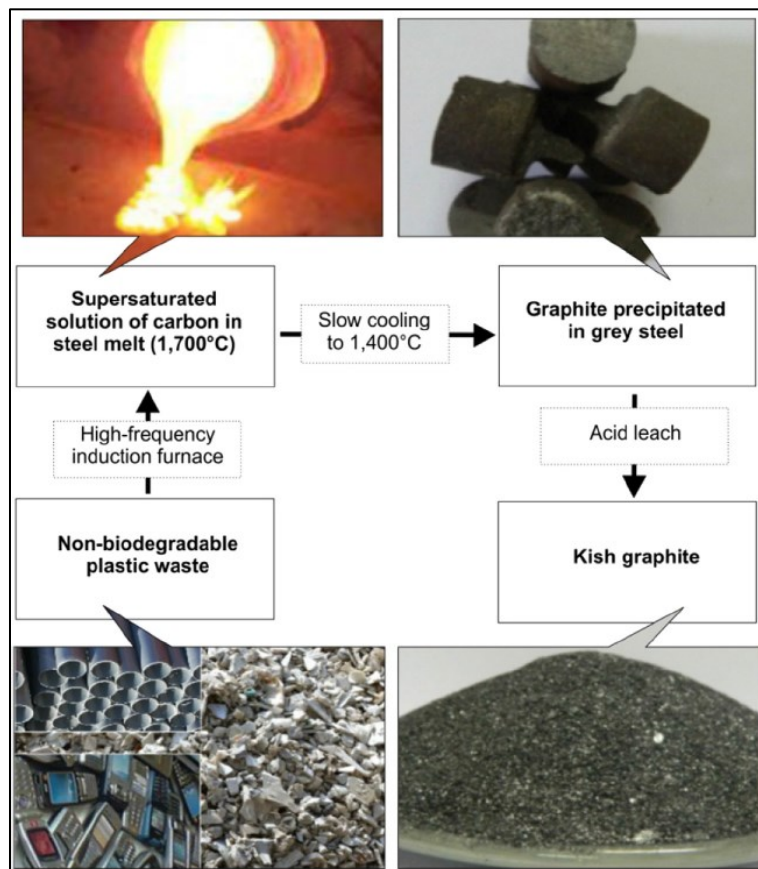 Supersaturated
solution of carbon in
steel melt (1,700°C)
Slow cooling
to 1,400°C
Graphite precipitated
in grey steel
High-frequency
induction furnace
Acid leach
Non-biodegradable
plastic waste
Kish graphite